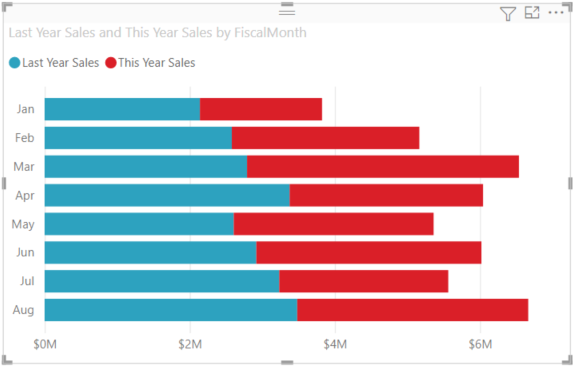 Last Year Sales and This Year Sales by FiscalMonth
Last Year Sales This Year Sales
Jan
Feb
Mar
Apr
May
Jun
Jul
Aug
$0M $2M $4M $6M